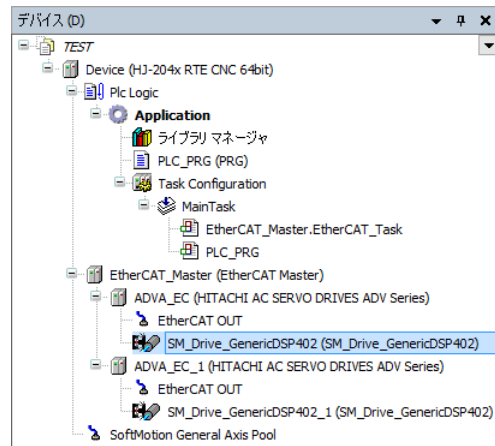 デバイス (D)
TEST
Device (HJ-204x RTE CNC 64bit)
Plc Logic
Application
ライブラリ マネージャ
PLC_PRG (PRG)
Task Configuration
MainTask
EtherCAT_Master.EtherCAT_Task
PLC_PRG
EtherCAT_Master (EtherCAT Master)
ADVA_EC (HITACHI AC SERVO DRIVES ADV Series)
EtherCAT OUT
SM_Drive_GenericDSP402 (SM_Drive_GenericDSP402)
ADVA_EC_1 (HITACHI AC SERVO DRIVES ADV Series)
EtherCAT OUT
SM_Drive_GenericDSP402_1 (SM_Drive_GenericDSP402)
SoftMotion General Axis Pool